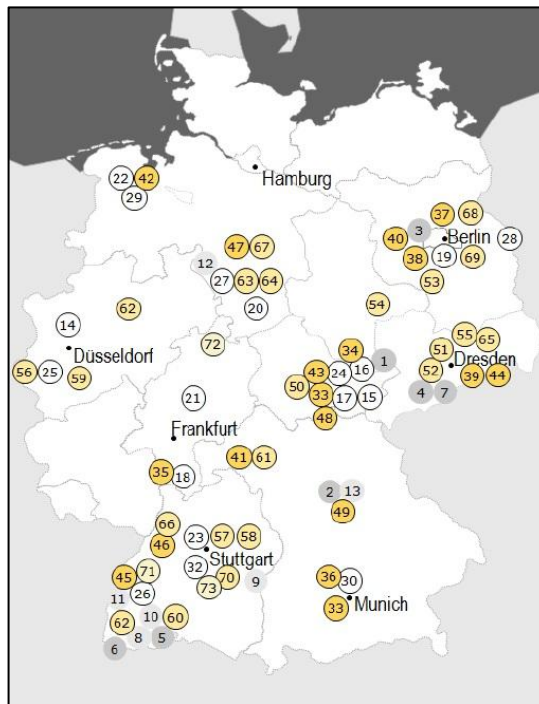 22 42
Hamburg
29
37 68
3
40 Berlin 28
47 67
12 38 19 69
27 63 64 53
62 20 54
14
72 55 65
34 51
Düsseldorf 1 Dresden
56 25 59 43 24 16 52 39 44
50 33 4 7
21 17 15
48
Frankfurt
41 61
35 18
2 13
49
66
23 57 58
46
Stuttgart
32
45 71 70 9 36 30
73
11 26 Munich
10 60 33
62
8 5
6